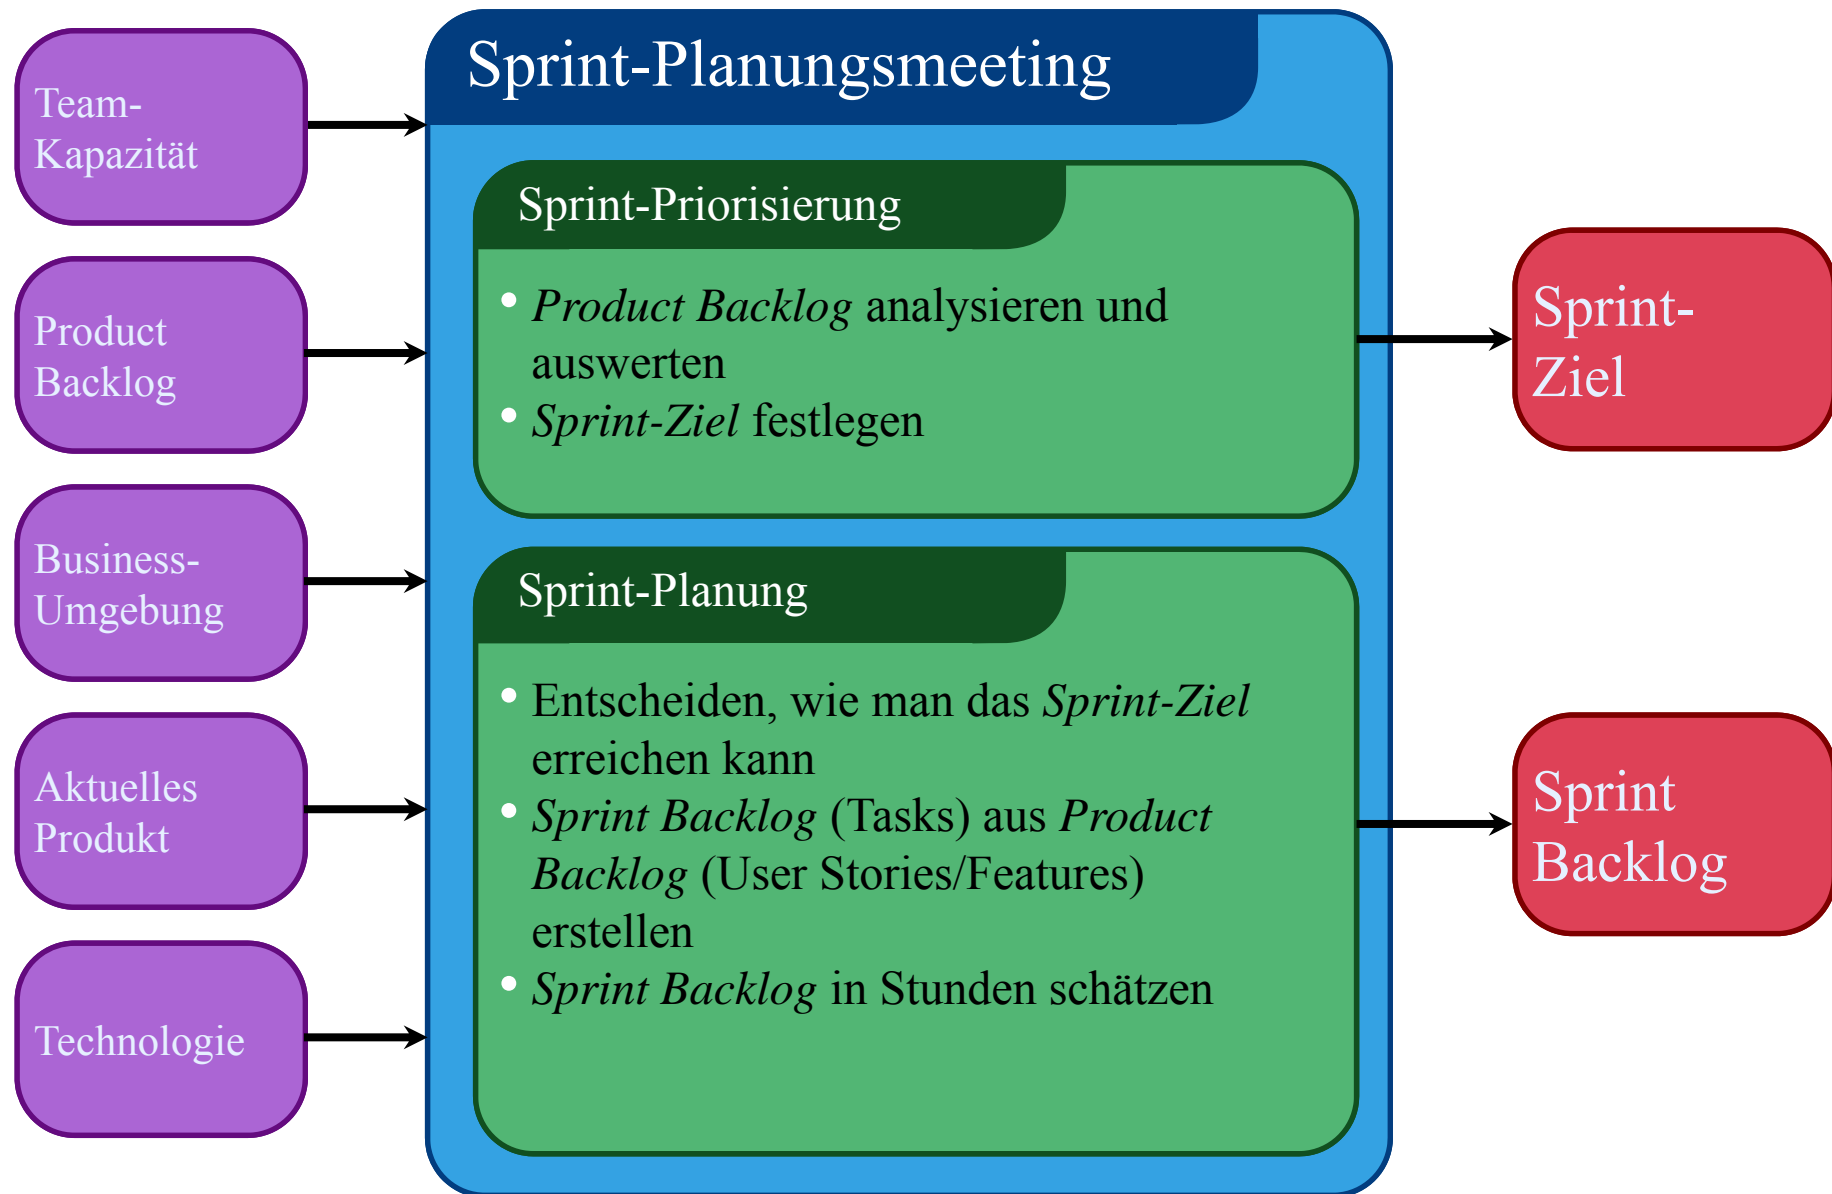 Team-
Kapazität
Product
Backlog
Business-
Umgebung
Aktuelles
Produkt
Technologie
Sprint-Planungsmeeting
Sprint-Priorisierung
• Product Backlog analysieren und
auswerten
• Sprint-Ziel festlegen
Sprint-Planung
• Entscheiden, wie man das Sprint-Ziel
erreichen kann
• Sprint Backlog (Tasks) aus Product
Backlog (User Stories/Features)
erstellen
• Sprint Backlog in Stunden schätzen
Sprint-
Ziel
Sprint
Backlog